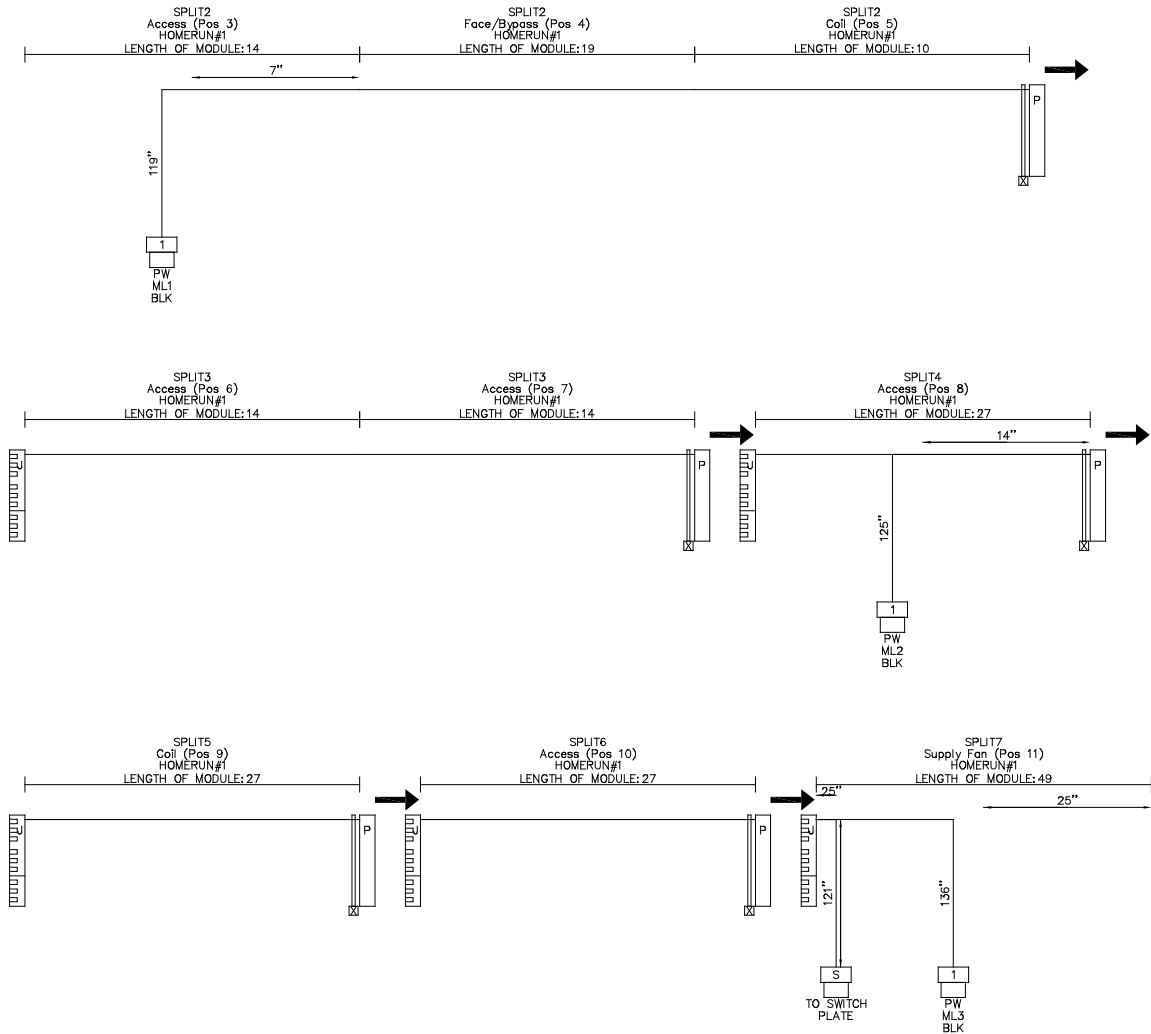 SPLIT2
Access (Pos 3)
HOMERUN#1
LENGTH OF MODULE:14
SPLIT2
Face/Bypass (Pos 4)
HOMERUN#1
LENGTH OF MODULE:19
SPLIT2
Coil (Pos 5)
HOMERUN#1
LENGTH OF MODULE:10
7"
P
119"
X
1
PW
ML1
BLK
SPLIT3
Access (Pos 6)
HOMERUN#1
LENGTH OF MODULE:14
SPLIT3
Access (Pos 7)
HOMERUN#1
LENGTH OF MODULE:14
SPLIT4
Access (Pos 8)
HOMERUN#1
LENGTH OF MODULE:27
14"
J
P
J
P
125"
X
X
1
PW
ML2
BLK
SPLIT5
Coil (Pos 9)
HOMERUN#1
LENGTH OF MODULE:27
SPLIT6
Access (Pos 10)
HOMERUN#1
LENGTH OF MODULE:27
SPLIT7
Supply Fan (Pos 11)
HOMERUN#1
LENGTH OF MODULE:49
25"
25"
J
P
J
P
J
121"
136"
X
X
S
TO SWITCH
PLATE
1
PW
ML3
BLK